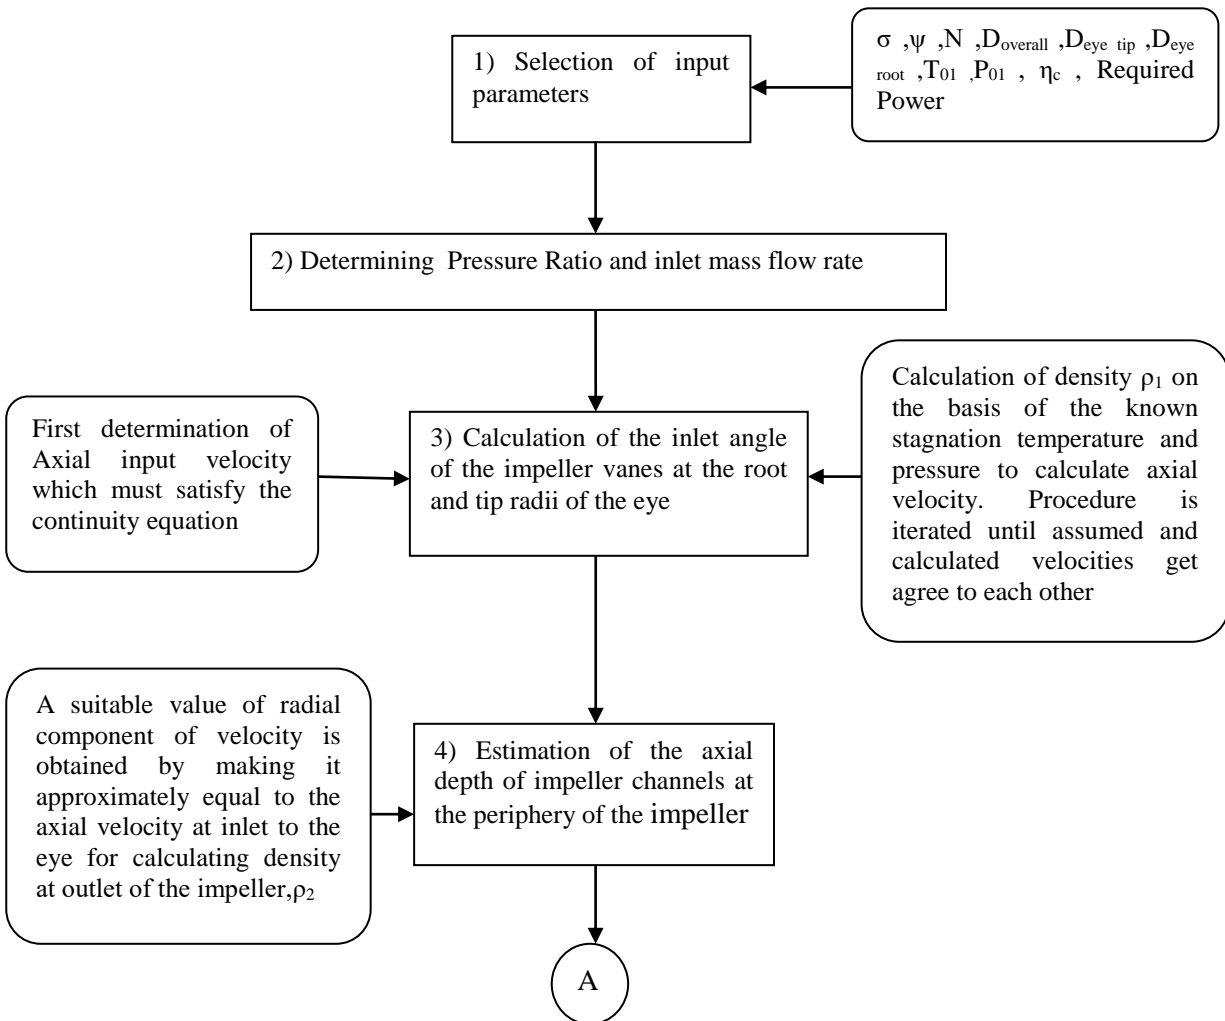 1) Selection of input
parameters
σ ,ψ ,N ,Doverall ,Deye tip ,Deye
root ,T01 ,P01 , ηc , Required
Power
2) Determining Pressure Ratio and inlet mass flow rate
First determination of
Axial input velocity
which must satisfy the
continuity equation
3) Calculation of the inlet angle
of the impeller vanes at the root
and tip radii of the eye
Calculation of density ρ1 on
the basis of the known
stagnation temperature and
pressure to calculate axial
velocity. Procedure is
iterated until assumed and
calculated velocities get
agree to each other
A suitable value of radial
component of velocity is
obtained by making it
approximately equal to the
axial velocity at inlet to the
eye for calculating density
at outlet of the impeller,ρ2
4) Estimation of the axial
depth of impeller channels at
the periphery of the impeller
A